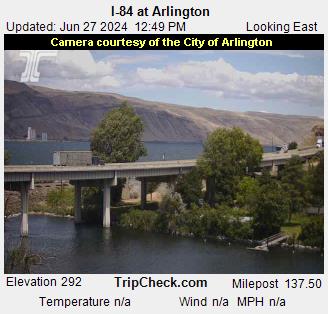 I-84 at Arlington
Updated: Jun 27 2024 12:49 PM Looking East
Camera courtesy of the City of Arlington
Elevation 292 TripCheck.com Milepost 137.50
Temperature n/a Wind n/a MPH n/a